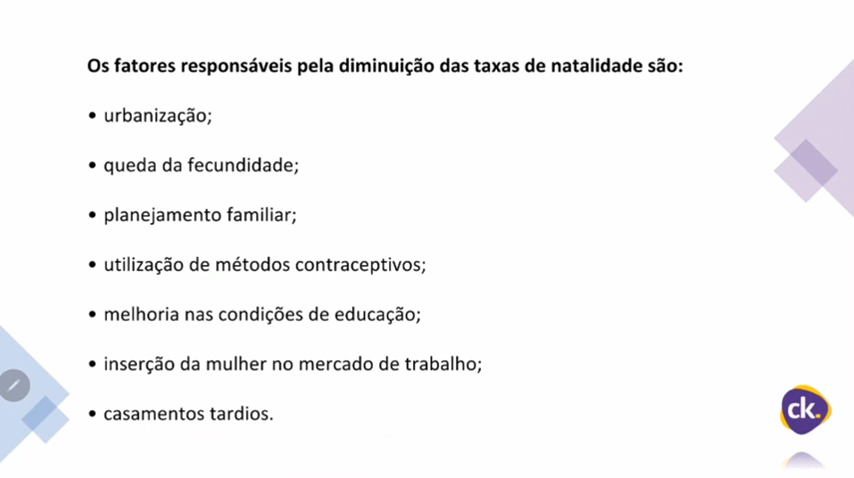 Os fatores responsáveis pela diminuição das taxas de natalidade são:
• urbanização;
• queda da fecundidade;
• planejamento familiar;
• utilização de métodos contraceptivos;
• melhoria nas condições de educação;
• inserção da mulher no mercado de trabalho;
• casamentos tardios.
ck.